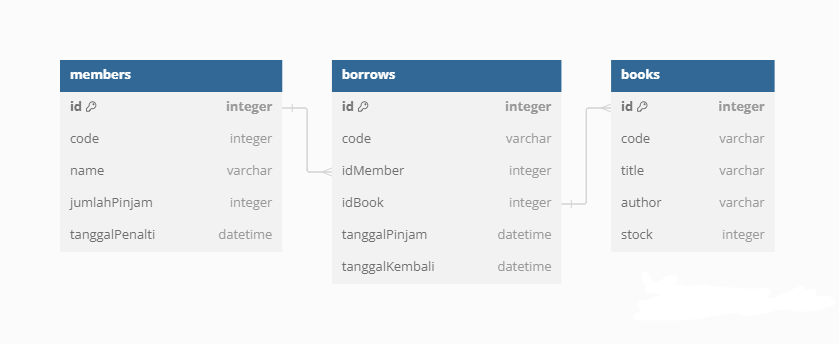 members
id integer
code integer
name varchar
jumlahPinjam integer
tanggalPenalti datetime
borrows
id integer
code varchar
idMember integer
idBook integer
tanggalPinjam datetime
tanggalKembali datetime
books
id integer
code varchar
title varchar
author varchar
stock integer